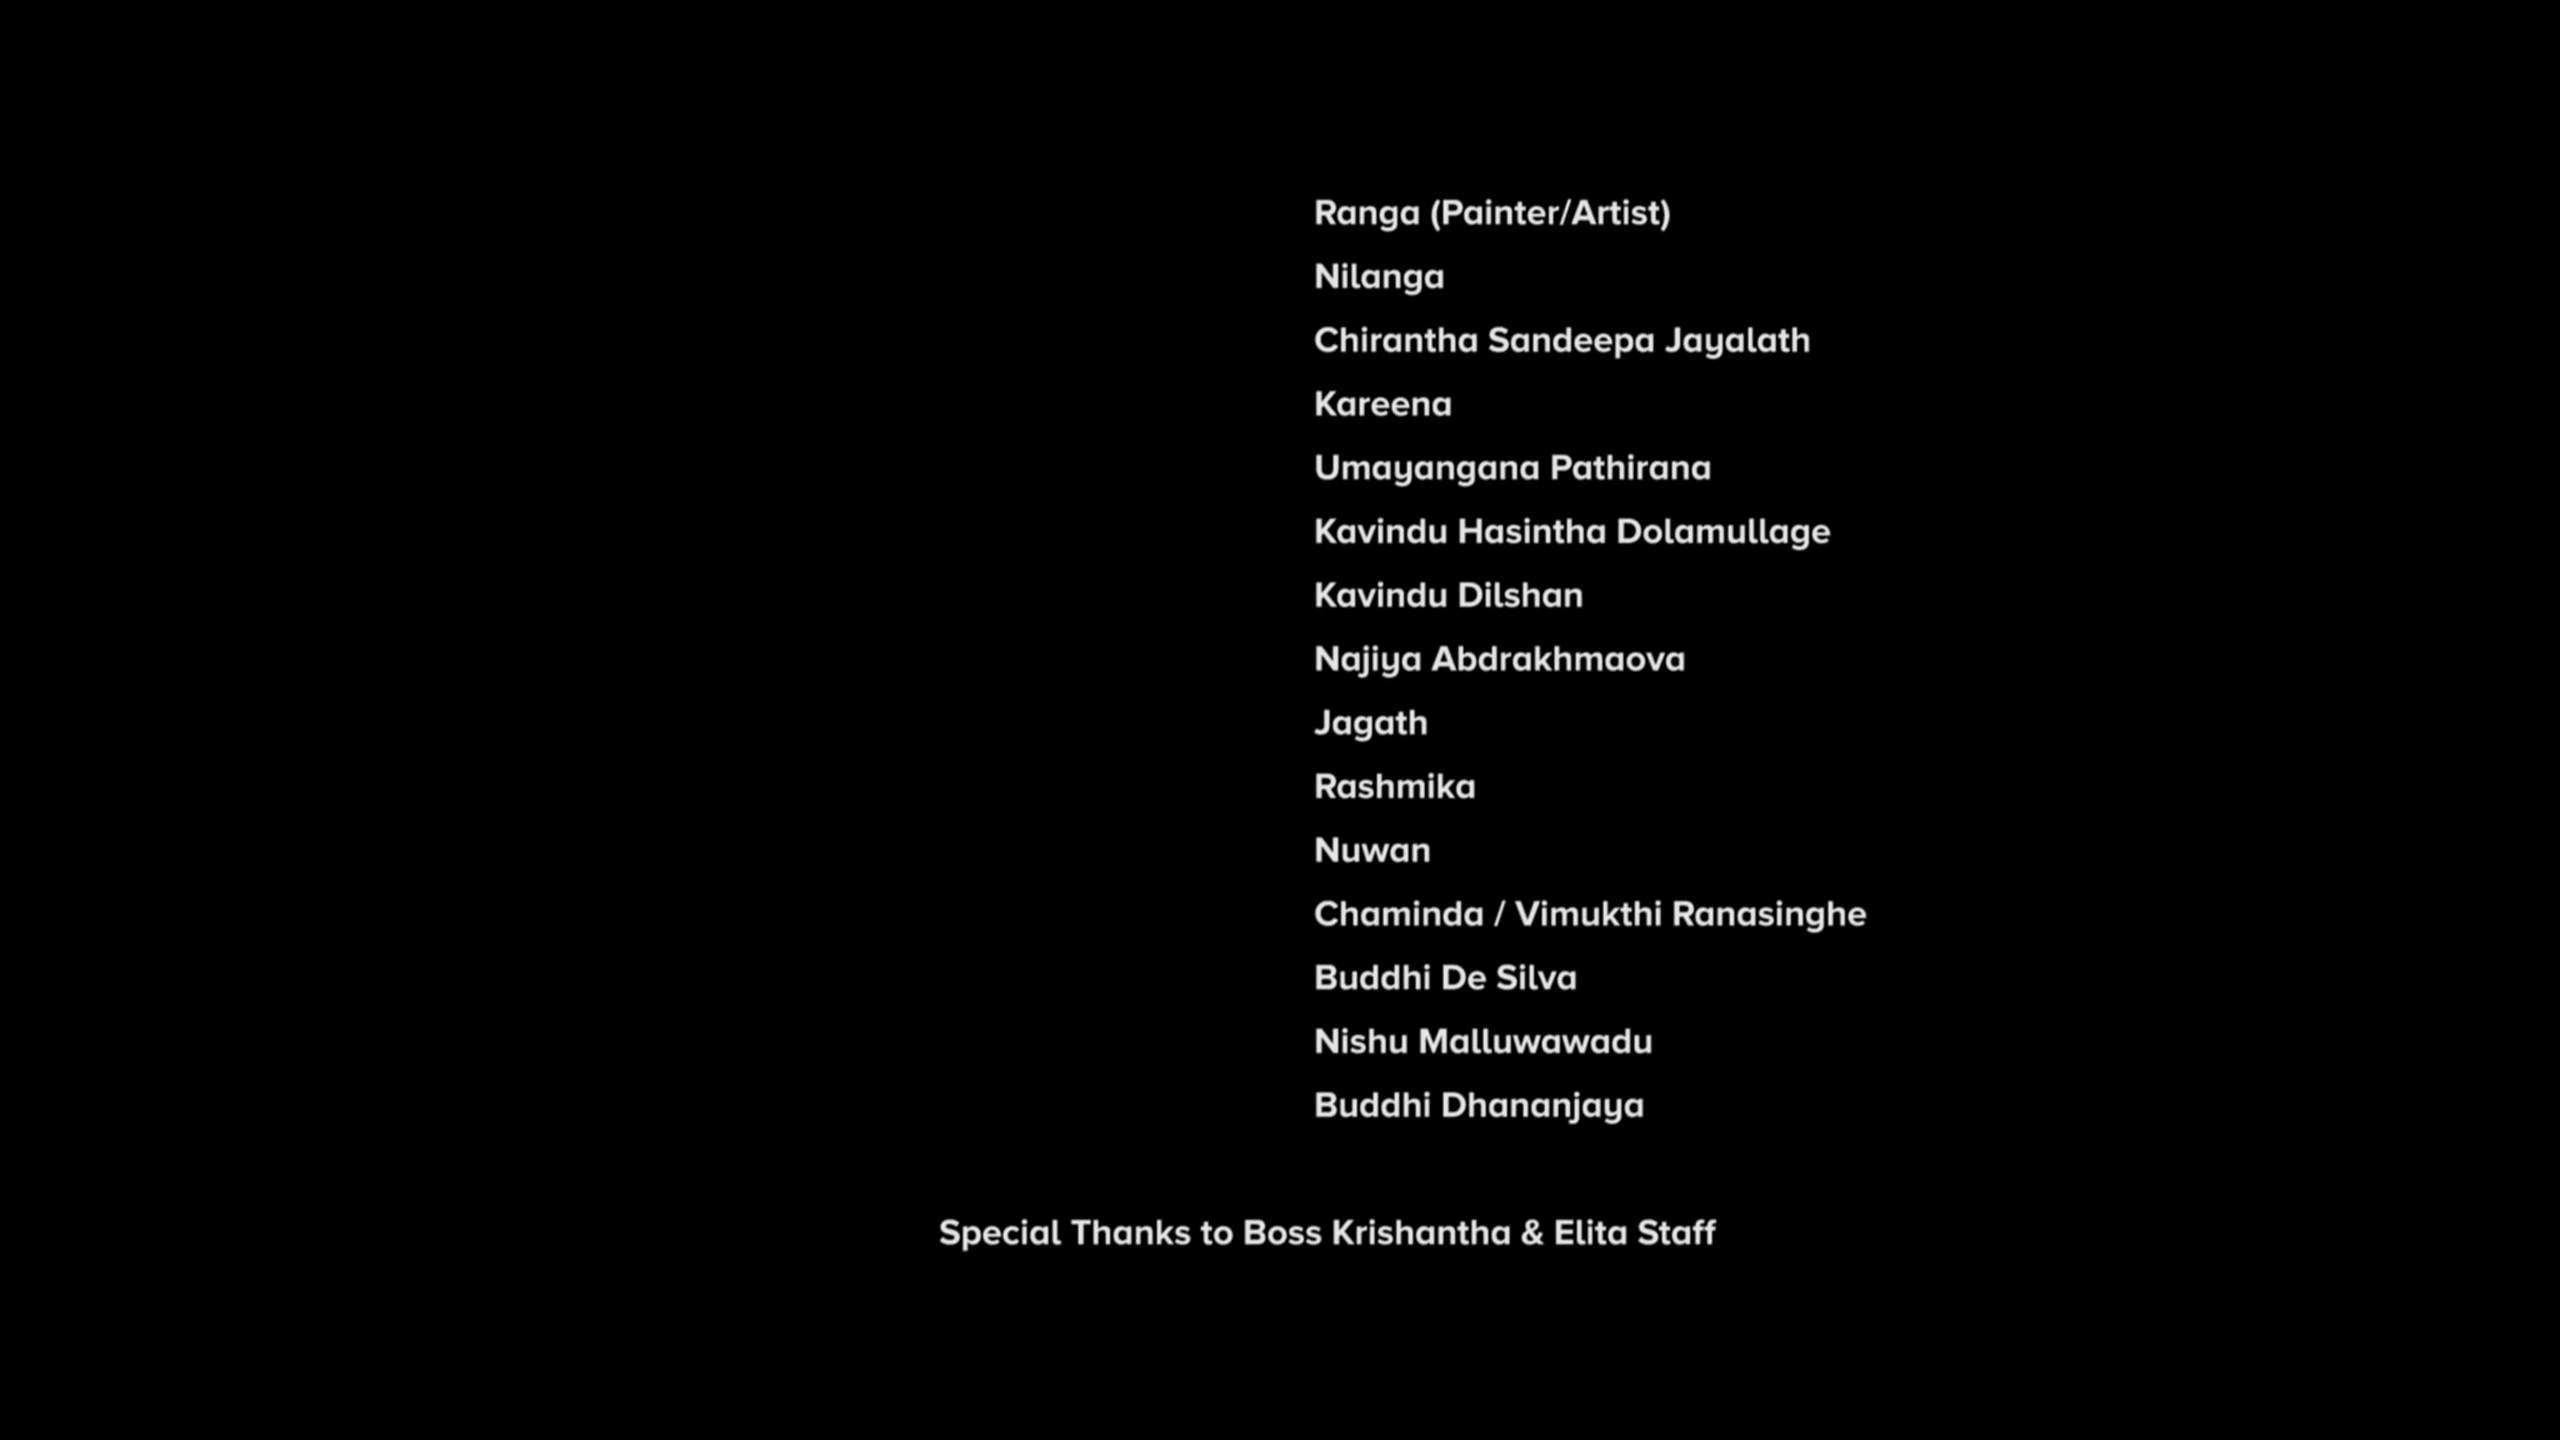 Ranga (Painter/Artist)
Nilanga
Chirantha Sandeepa Jayalath
Kareena
Umayangana Pathirana
Kavindu Hasintha Dolamullage
Kavindu Dilshan
Najiya Abdrakhmaova
Jagath
Rashmika
Nuwan
Chaminda / Vimukthi Ranasinghe
Buddhi De Silva
Nishu Malluwawadu
Buddhi Dhananjaya
Special Thanks to Boss Krishantha & Elita Staff